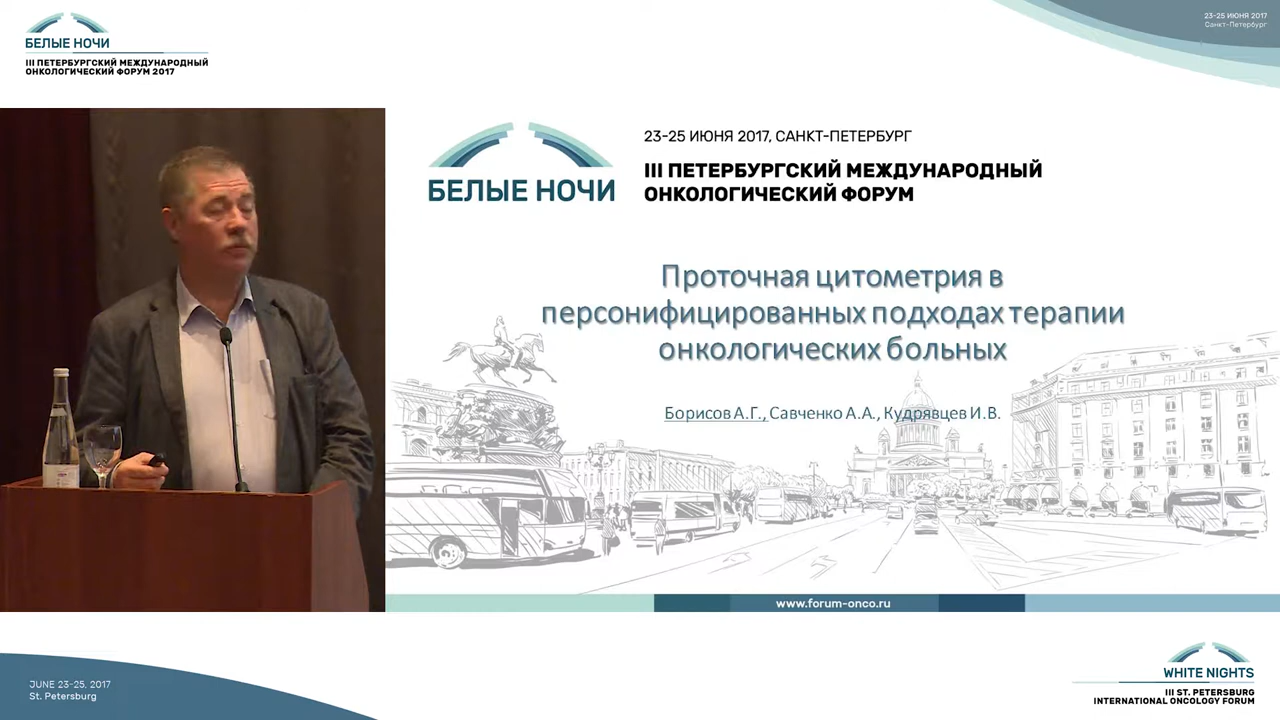 БЕЛЫЕ НОЧИ
III ПЕТЕРБУРГСКИЙ МЕЖДУНАРОДНЫЙ
ОНКОЛОГИЧЕСКИЙ ФОРУМ 2017
23-25 ИЮНЯ 2017
Санкт-Петербург
БЕЛЫЕ НОЧИ
23-25 ИЮНЯ 2017, САНКТ-ПЕТЕРБУРГ
III ПЕТЕРБУРГСКИЙ МЕЖДУНАРОДНЫЙ
ОНКОЛОГИЧЕСКИЙ ФОРУМ
Проточная цитометрия в
персонифицированных подходах терапии
онкологических больных
Борисов А.Г., Савченко А.А., Кудрявцев И.В.
www.forum-onco.ru
JUNE 23-25, 2017
St. Petersburg
WHITE NIGHTS
III ST. PETERSBURG
INTERNATIONAL ONCOLOGY FORUM